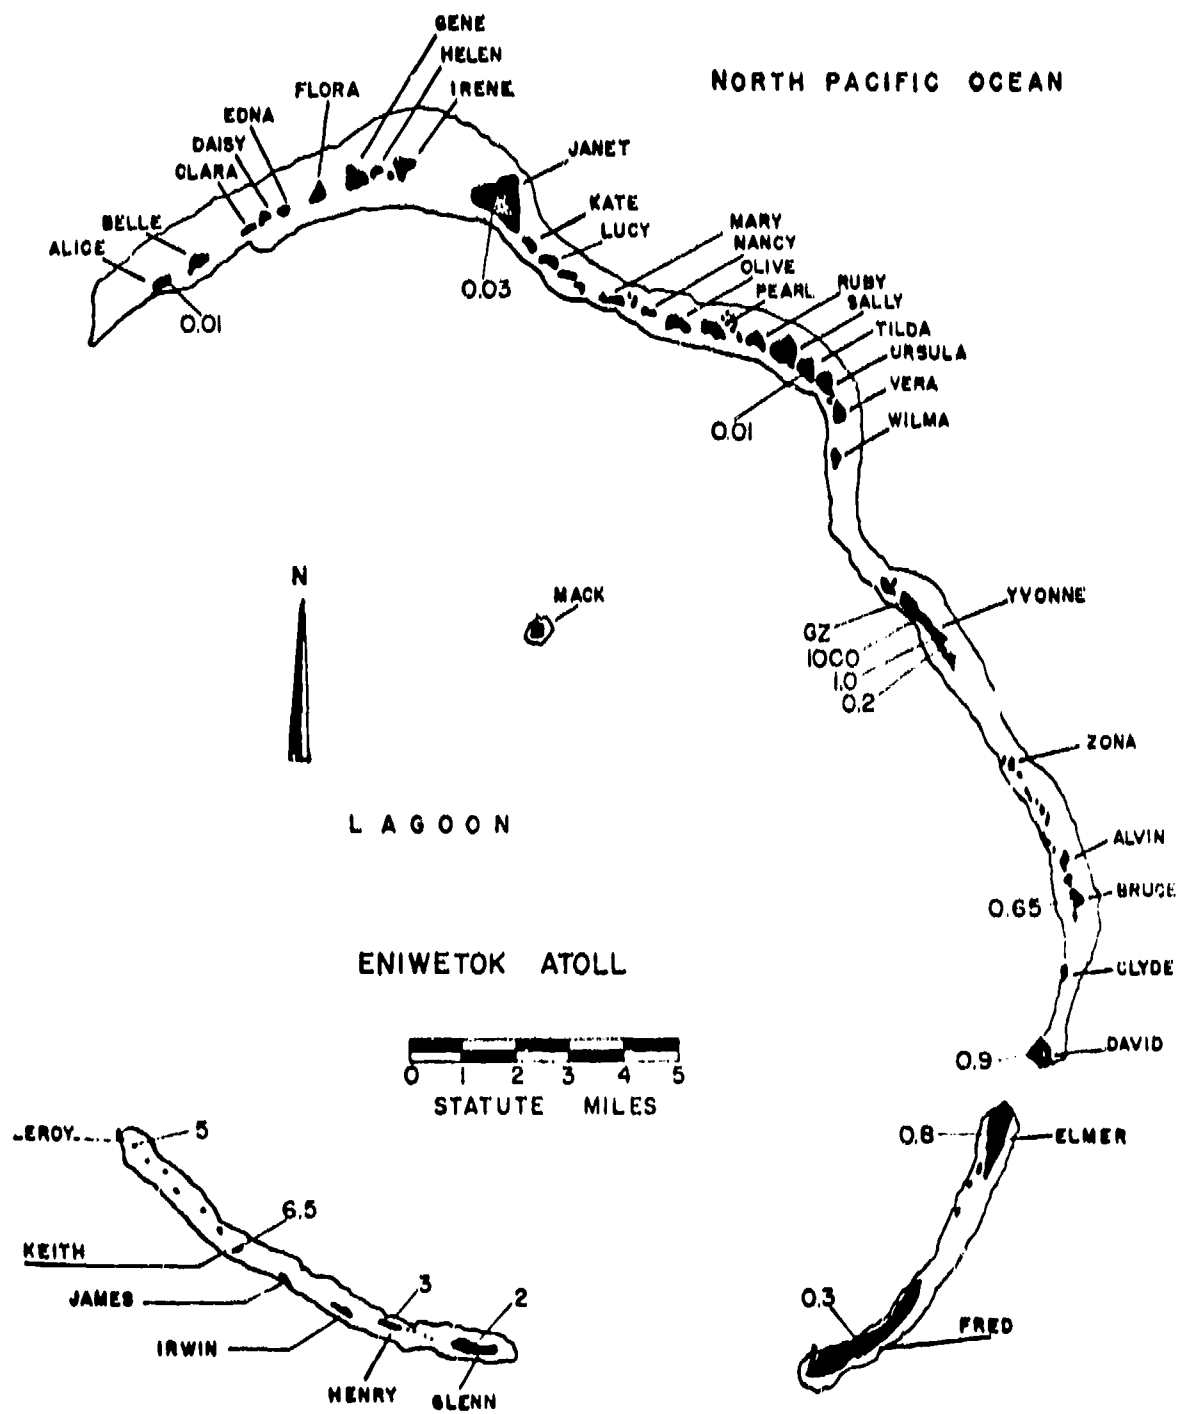 GENE
HELEN
IRENE
FLORA
EDNA
DAISY
CLARA
BELLE
ALICE
NORTH PACIFIC OCEAN
JANET
KATE
LUCY
MARY
NANCY
OLIVE
PEARL
RUBY
SALLY
TILDA
URSULA
VERA
WILMA
0.03
0.01
0.01
N
MACK
YVONNE
GZ
1000
1.0
0.2
ZONA
LAGOON
ALVIN
BRUCE
0.65
ENIWETOK ATOLL
CLYDE
DAVID
0.9
0 1 2 3 4 5
STATUTE MILES
LEROY
5
0.8
ELMER
6.5
KEITH
JAMES
3
2
0.3
FRED
IRWIN
HENRY
GLENN